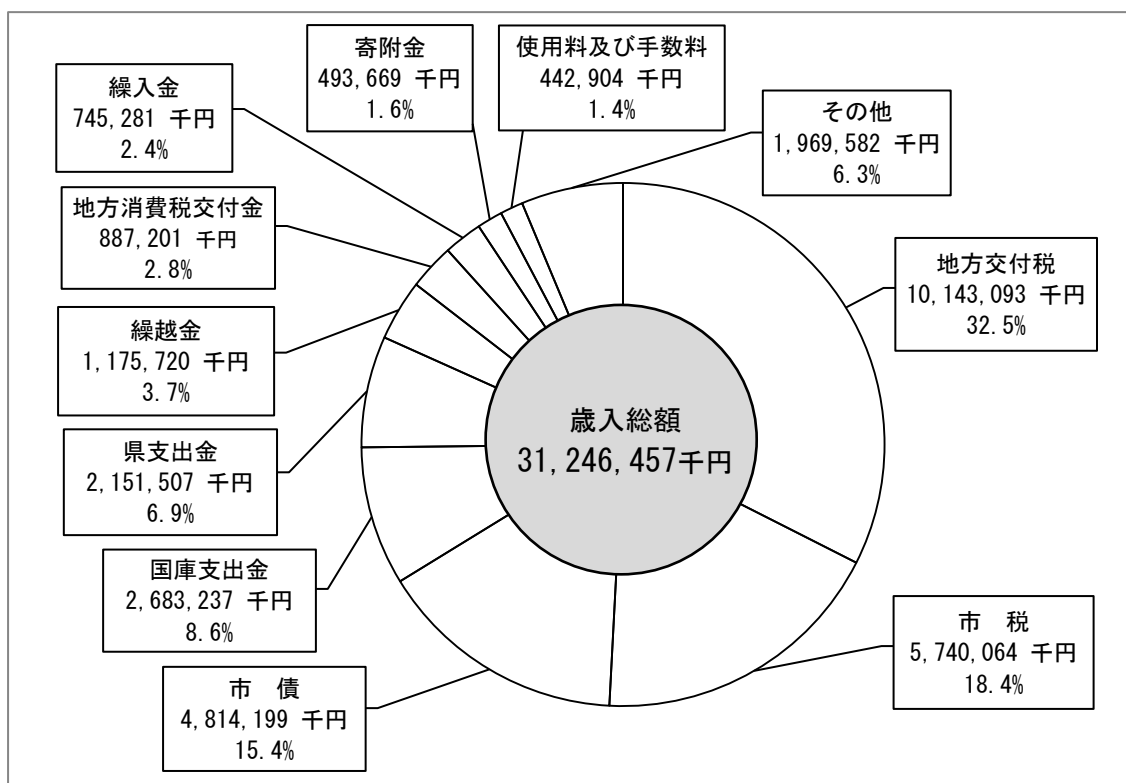 寄附金
493,669 千円
1.6%
使用料及び手数料
442,904 千円
1.4%
繰入金
745,281 千円
2.4%
その他
1,969,582 千円
6.3%
地方消費税交付金
887,201 千円
2.8%
地方交付税
10,143,093 千円
32.5%
繰越金
1,175,720 千円
3.7%
歳入総額
31,246,457千円
県支出金
2,151,507 千円
6.9%
国庫支出金
2,683,237 千円
8.6%
市　税
5,740,064 千円
18.4%
市　債
4,814,199 千円
15.4%